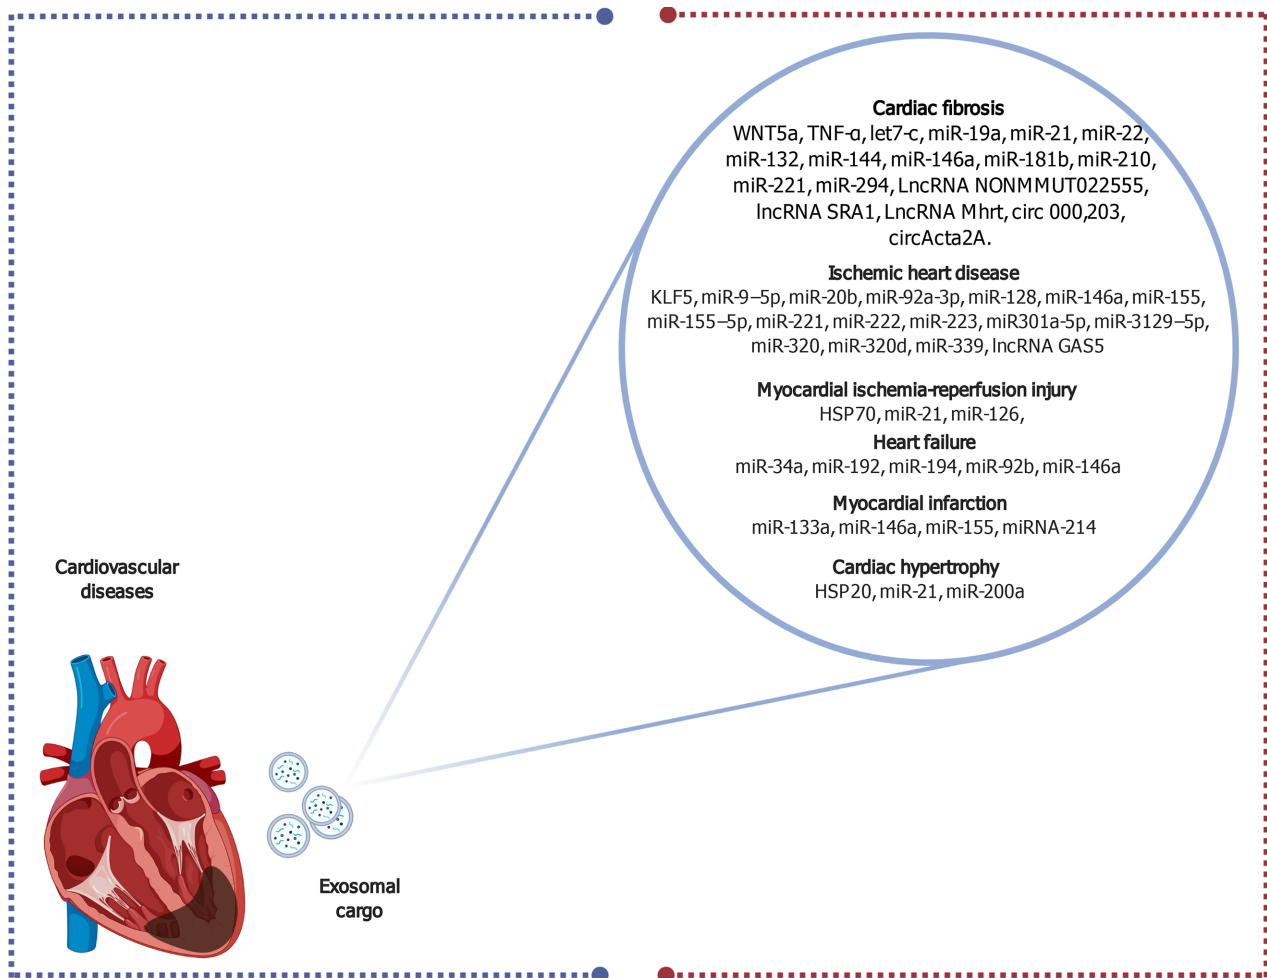 Cardiac fibrosis
WNT5a, TNF-α, let7-c, miR-19a, miR-21, miR-22,
miR-132, miR-144, miR-146a, miR-181b, miR-210,
miR-221, miR-294, LncRNA NONMMUT022555,
lncRNA SRA1, LncRNA Mhrt, circ 000,203,
circActa2A.
Ischemic heart disease
KLF5, miR-9–5p, miR-20b, miR-92a-3p, miR-128, miR-146a, miR-155,
miR-155–5p, miR-221, miR-222, miR-223, miR301a-5p, miR-3129–5p,
miR-320, miR-320d, miR-339, lncRNA GAS5
Myocardial ischemia-reperfusion injury
HSP70, miR-21, miR-126,
Heart failure
miR-34a, miR-192, miR-194, miR-92b, miR-146a
Myocardial infarction
miR-133a, miR-146a, miR-155, miRNA-214
Cardiac hypertrophy
HSP20, miR-21, miR-200a
Cardiovascular
diseases
Exosomal
cargo